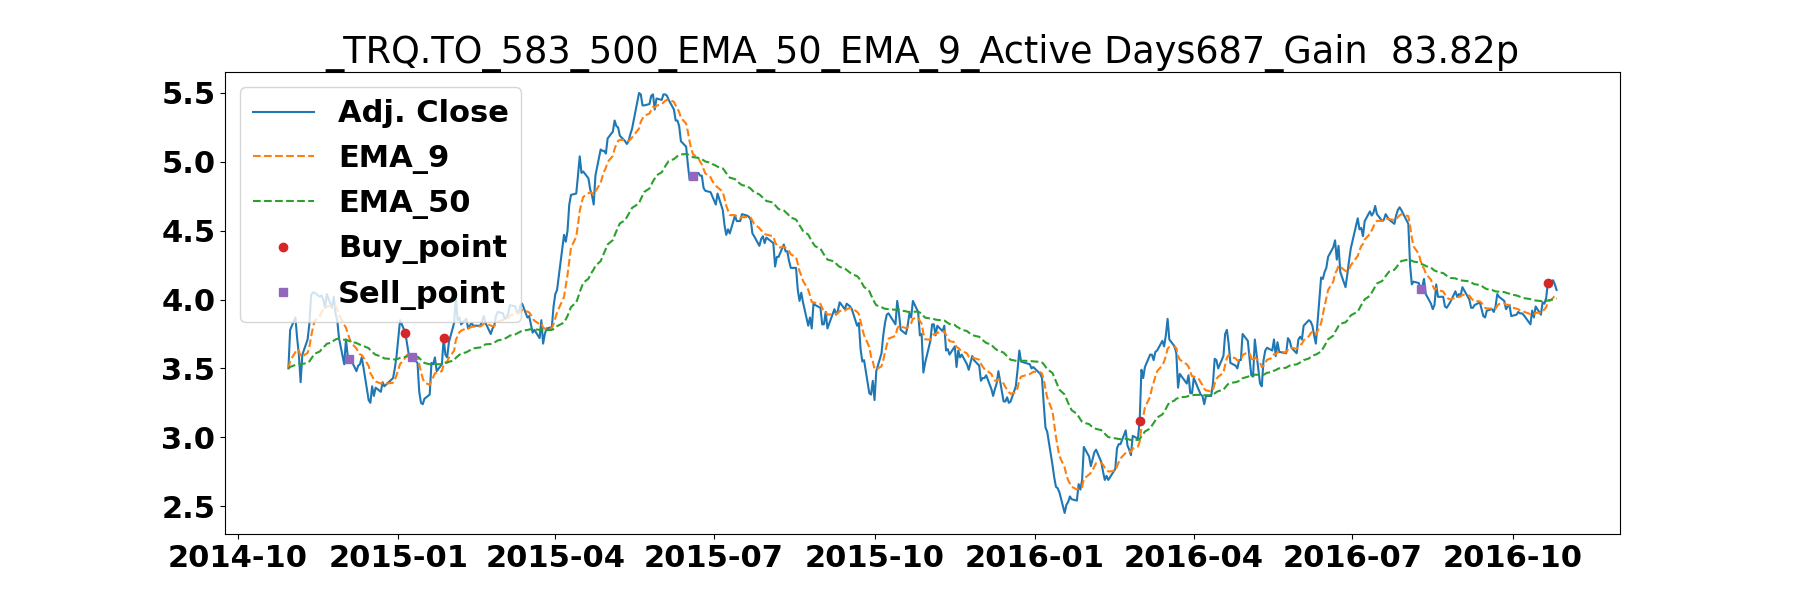 _TRQ.TO_583_500_EMA_50_EMA_9_Active Days687_Gain  83.82p
5.5
5.0
4.5
4.0
3.5
3.0
2.5
Adj. Close
EMA_9
EMA_50
Buy_point
Sell_point
2014-10 2015-01 2015-04 2015-07 2015-10 2016-01 2016-04 2016-07 2016-10